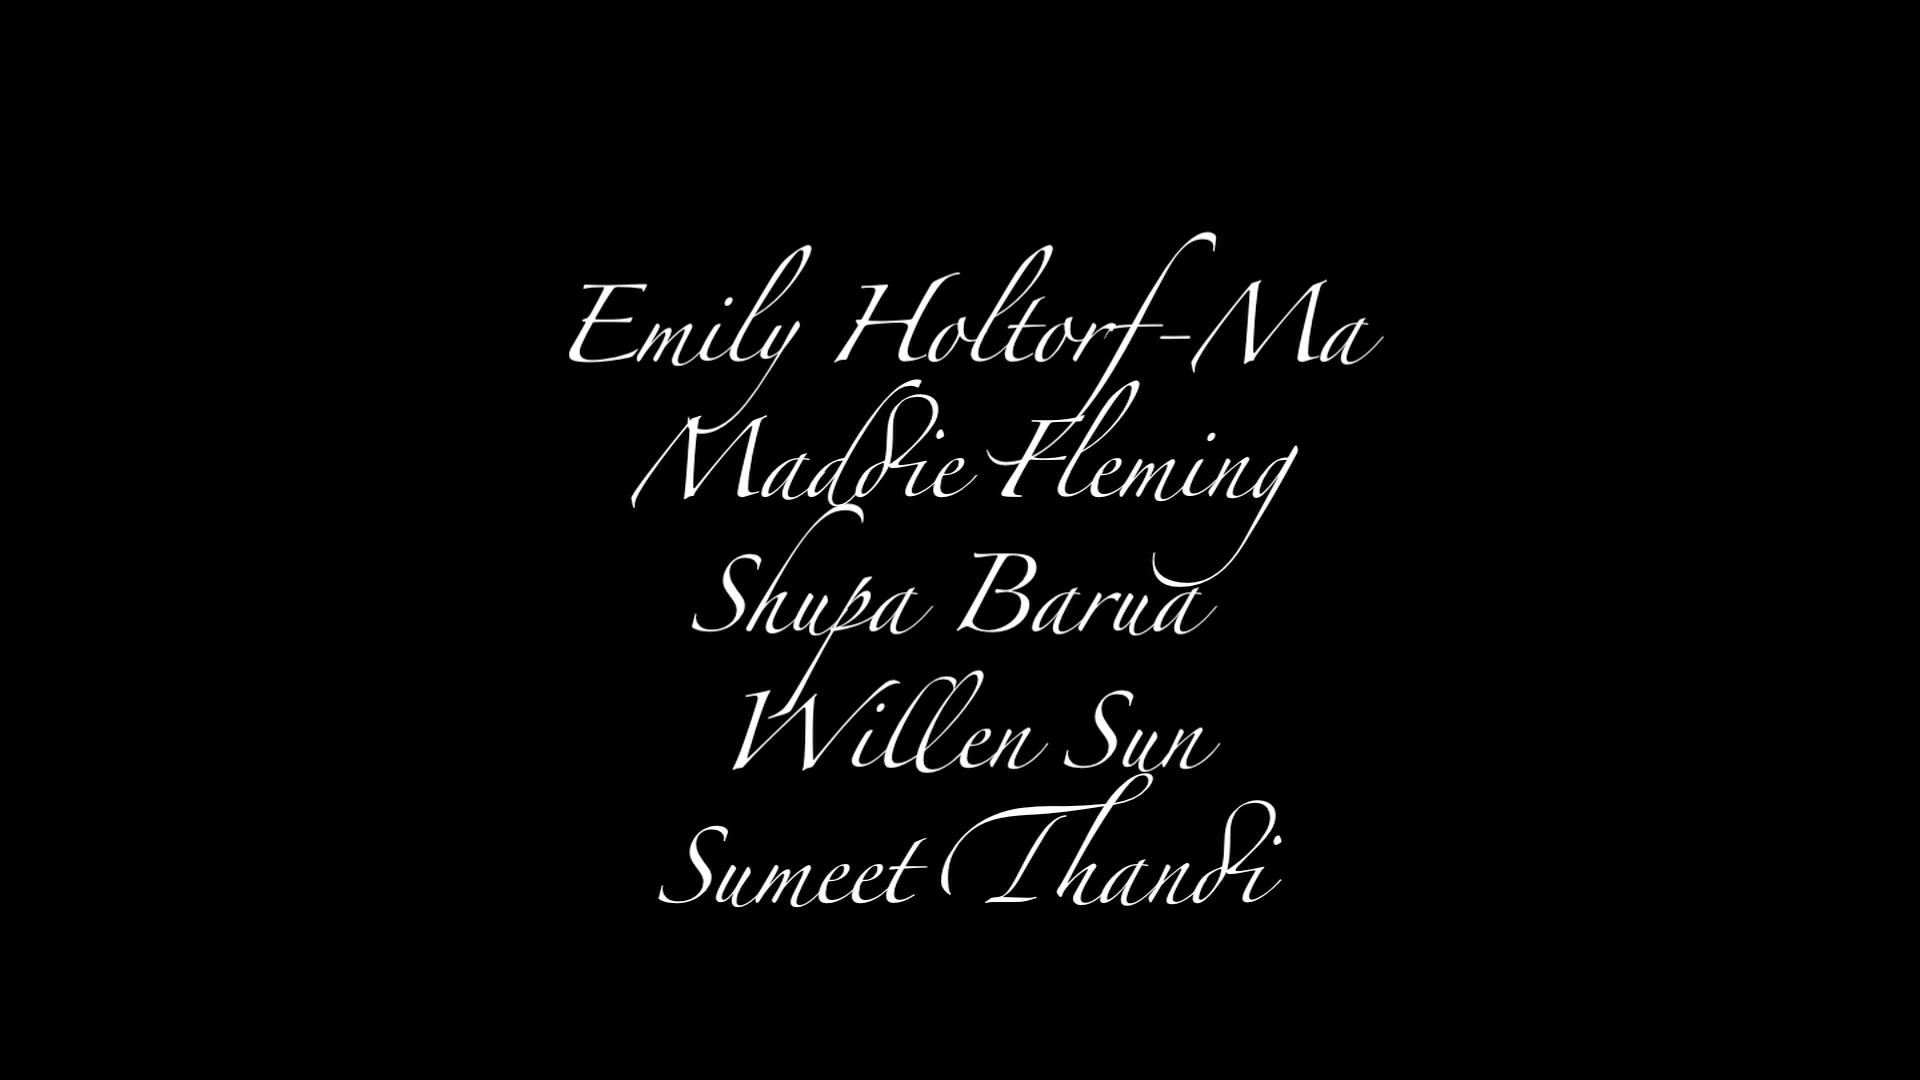 Emily Holtorf-Ma
Maddie Fleming
Shupa Barua
Willen Sun
Sumeet Thandi